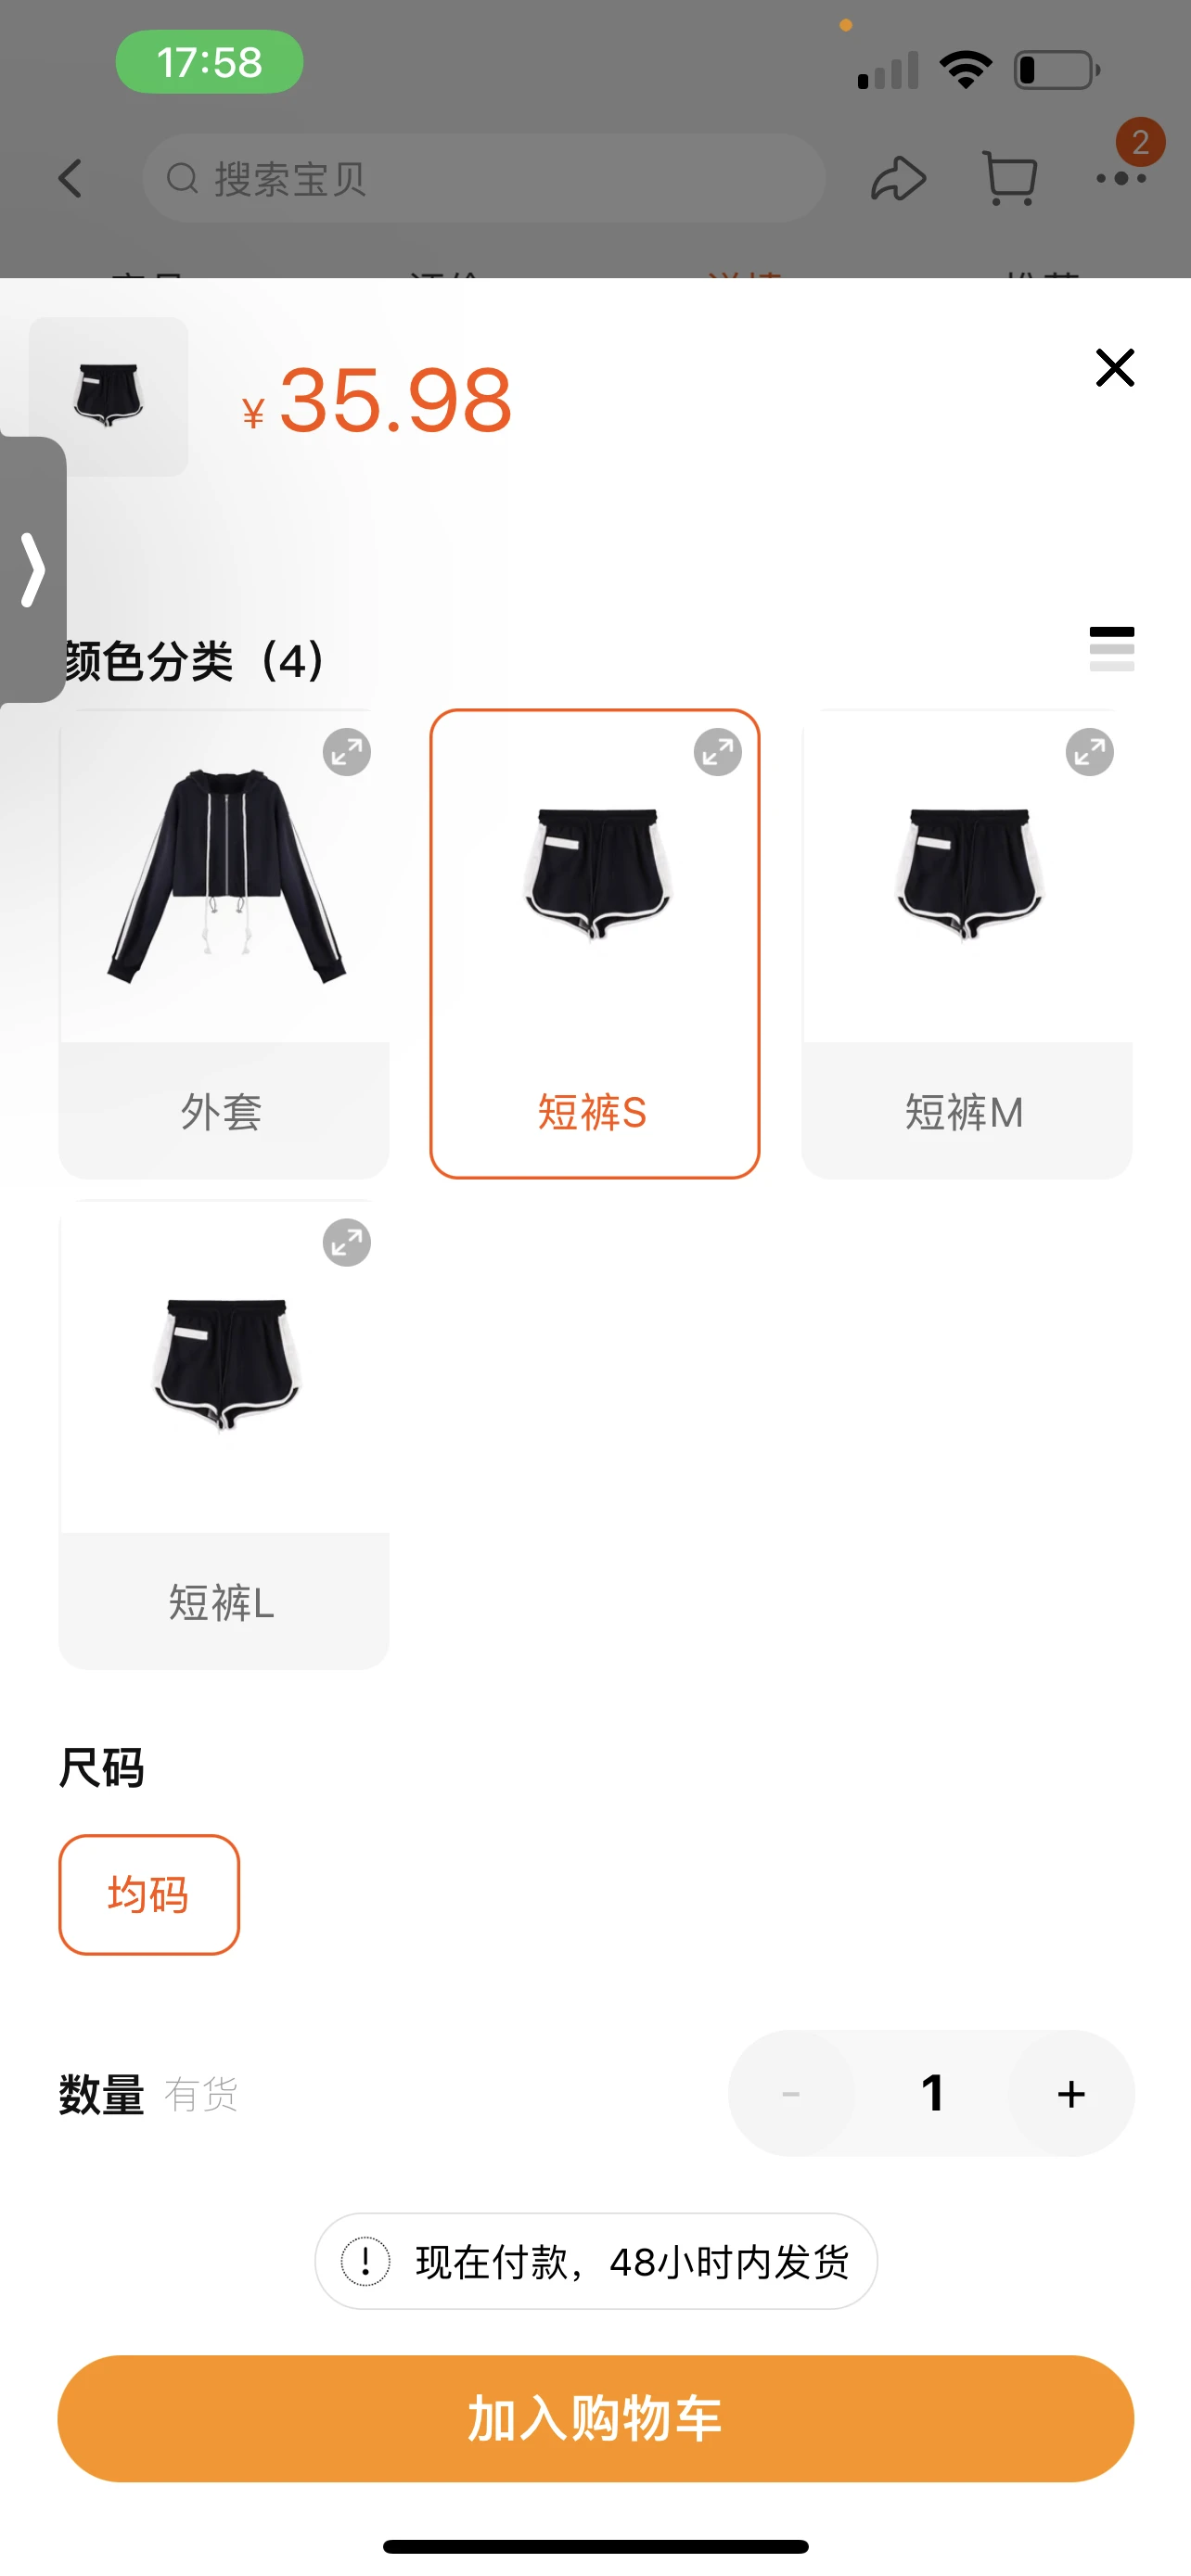 17:58
搜索宝贝
2
¥35.98
颜色分类（4）
外套
短裤S
短裤M
短裤L
尺码
均码
数量 有货
- 1 +
现在付款，48小时内发货
加入购物车